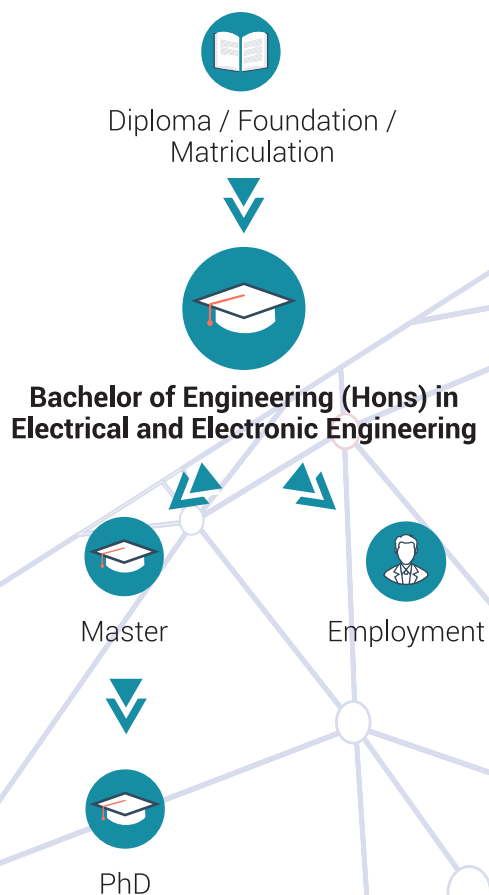 Diploma / Foundation /
Matriculation
Bachelor of Engineering (Hons) in
Electrical and Electronic Engineering
Master
Employment
PhD